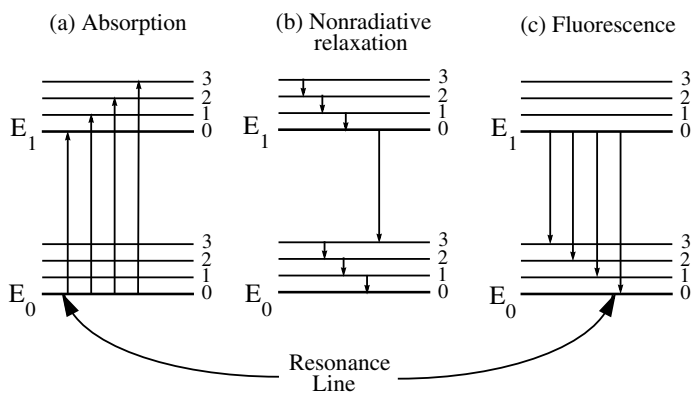 (a) Absorption
3
2
1
0
E1
3
2
1
0
E0
(b) Nonradiative
relaxation
3
2
1
0
E1
3
2
1
0
E0
(c) Fluorescence
3
2
1
0
E1
3
2
1
0
E0
Resonance
Line